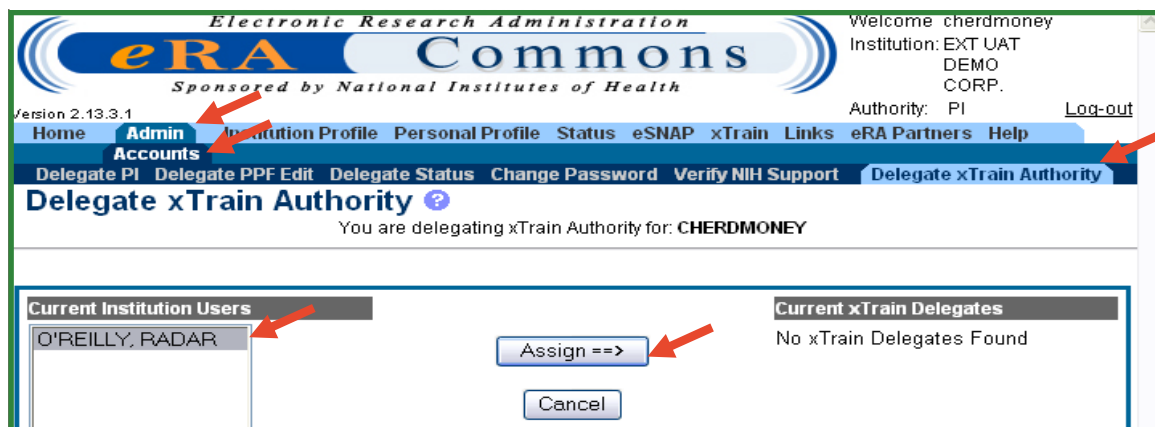 Electronic Research Administration
eRA Commons
Sponsored by National Institutes of Health
Welcome cherdmoney
Institution: EXT UAT
DEMO
CORP.
Authority: PI Log-out
Version 2.13.3.1
Home Admin Institution Profile Personal Profile Status eSNAP xTrain Links eRA Partners Help
Accounts
Delegate PI Delegate PPF Edit Delegate Status Change Password Verify NIH Support Delegate xTrain Authority
Delegate xTrain Authority ?
You are delegating xTrain Authority for: CHERDMONEY
Current Institution Users
O'REILLY, RADAR
Assign ==>
Cancel
Current xTrain Delegates
No xTrain Delegates Found